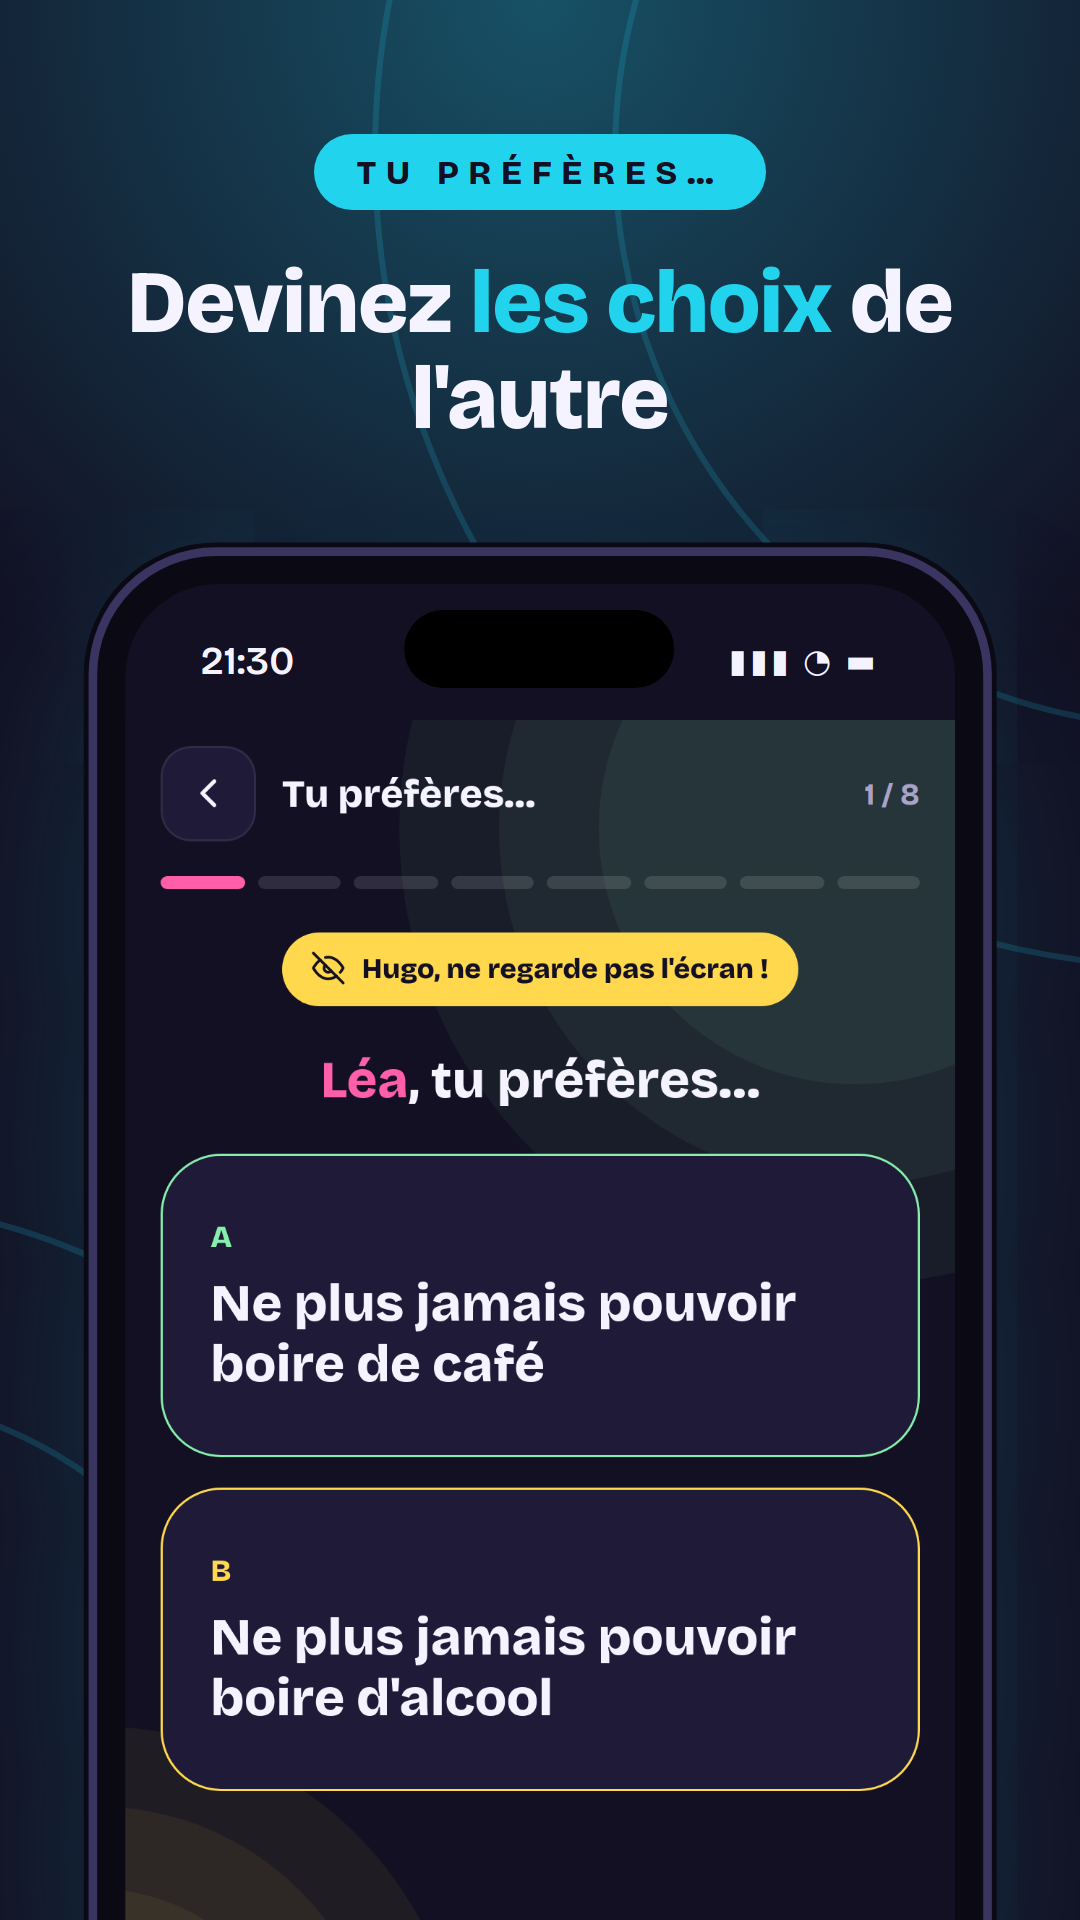 TU PRÉFÈRES…
Devinez les choix de
l'autre
21:30
Tu préfères...
1 / 8
Hugo, ne regarde pas l'écran !
Léa, tu préfères...
A
Ne plus jamais pouvoir
boire de café
B
Ne plus jamais pouvoir
boire d'alcool